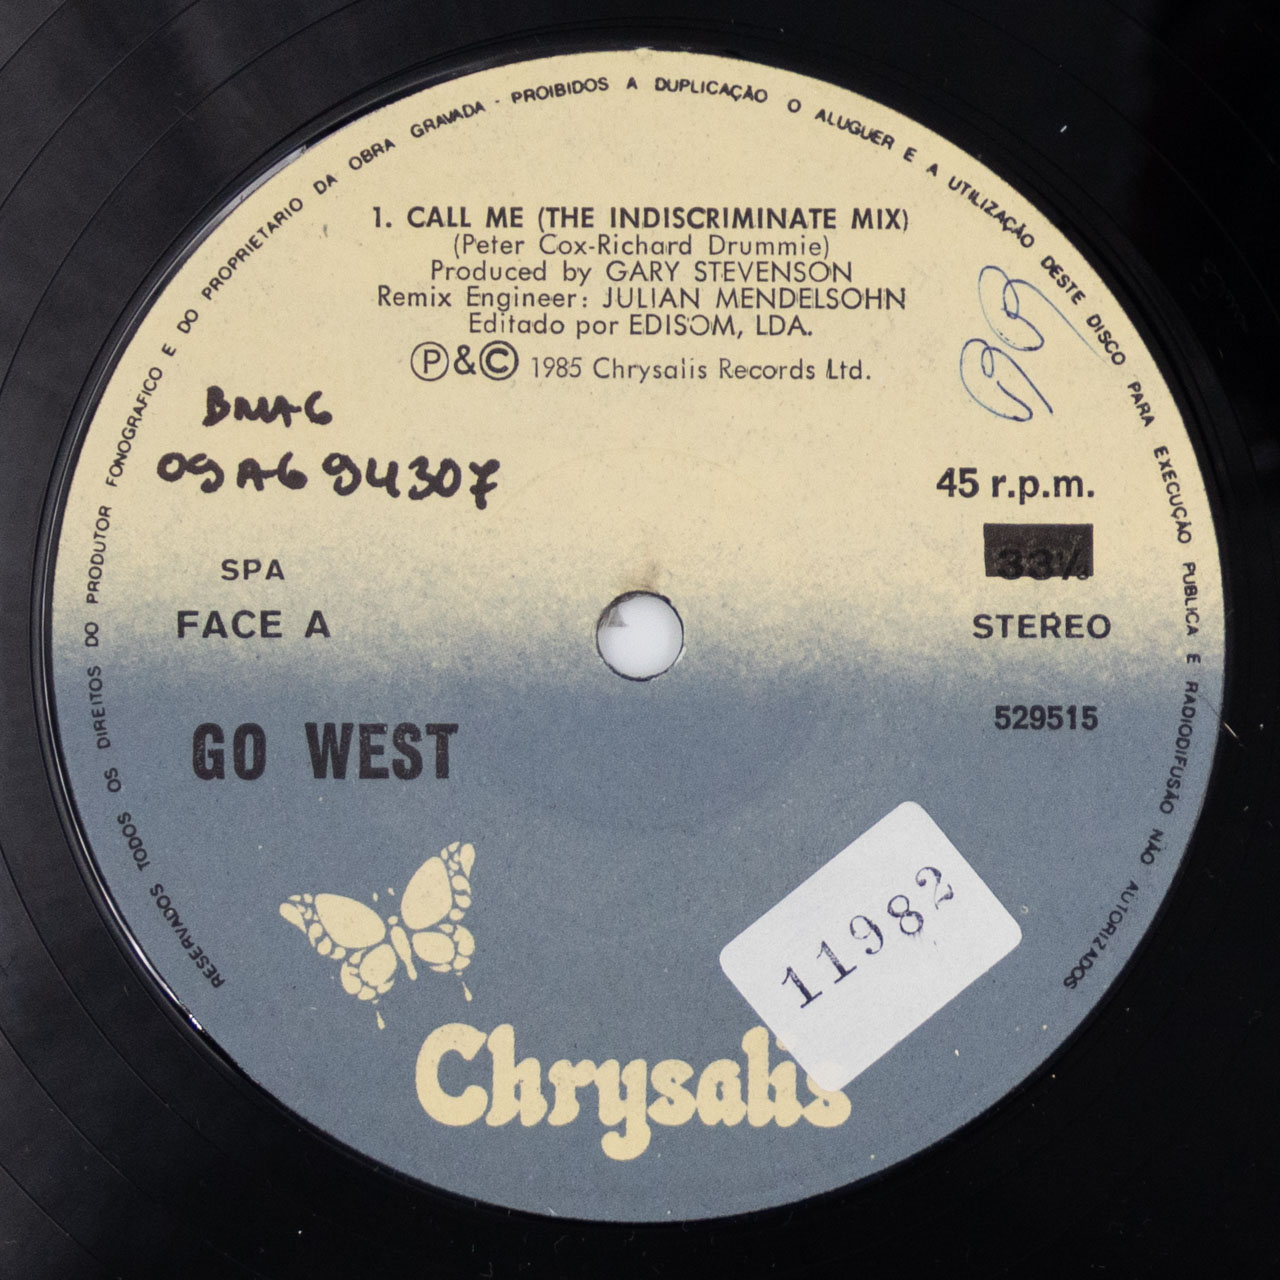 RESERVADOS TODOS OS DIREITOS DO PRODUTOR FONOGRAFICO E DO PROPRIETARIO DA OBRA GRAVADA - PROIBIDOS A DUPLICAÇÃO O ALUGUER E A UTILIZAÇÃO DESTE DISCO PARA EXECUÇÃO PUBLICA E RADIODIFUSÃO NÃO AUTORIZADOS
1. CALL ME (THE INDISCRIMINATE MIX)
(Peter Cox-Richard Drummie)
Produced by GARY STEVENSON
Remix Engineer: JULIAN MENDELSOHN
Editado por EDISOM, LDA.
Ⓟ&© 1985 Chrysalis Records Ltd.
09A694307
45 r.p.m.
33⅓
SPA
FACE A
STEREO
529515
GO WEST
11982
Chrysalis